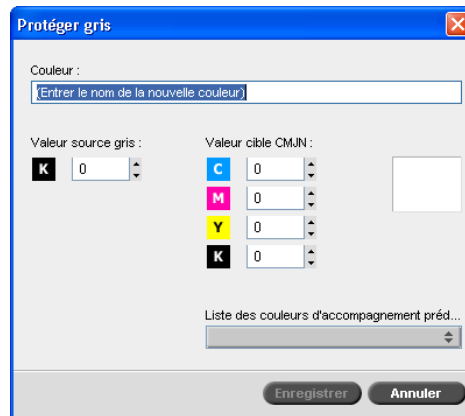 Protéger gris
Couleur :
(Entrer le nom de la nouvelle couleur)
Valeur source gris : Valeur cible CMJN :
K 0 C 0
M 0
Y 0
K 0
Liste des couleurs d'accompagnement préd...
Enregistrer Annuler